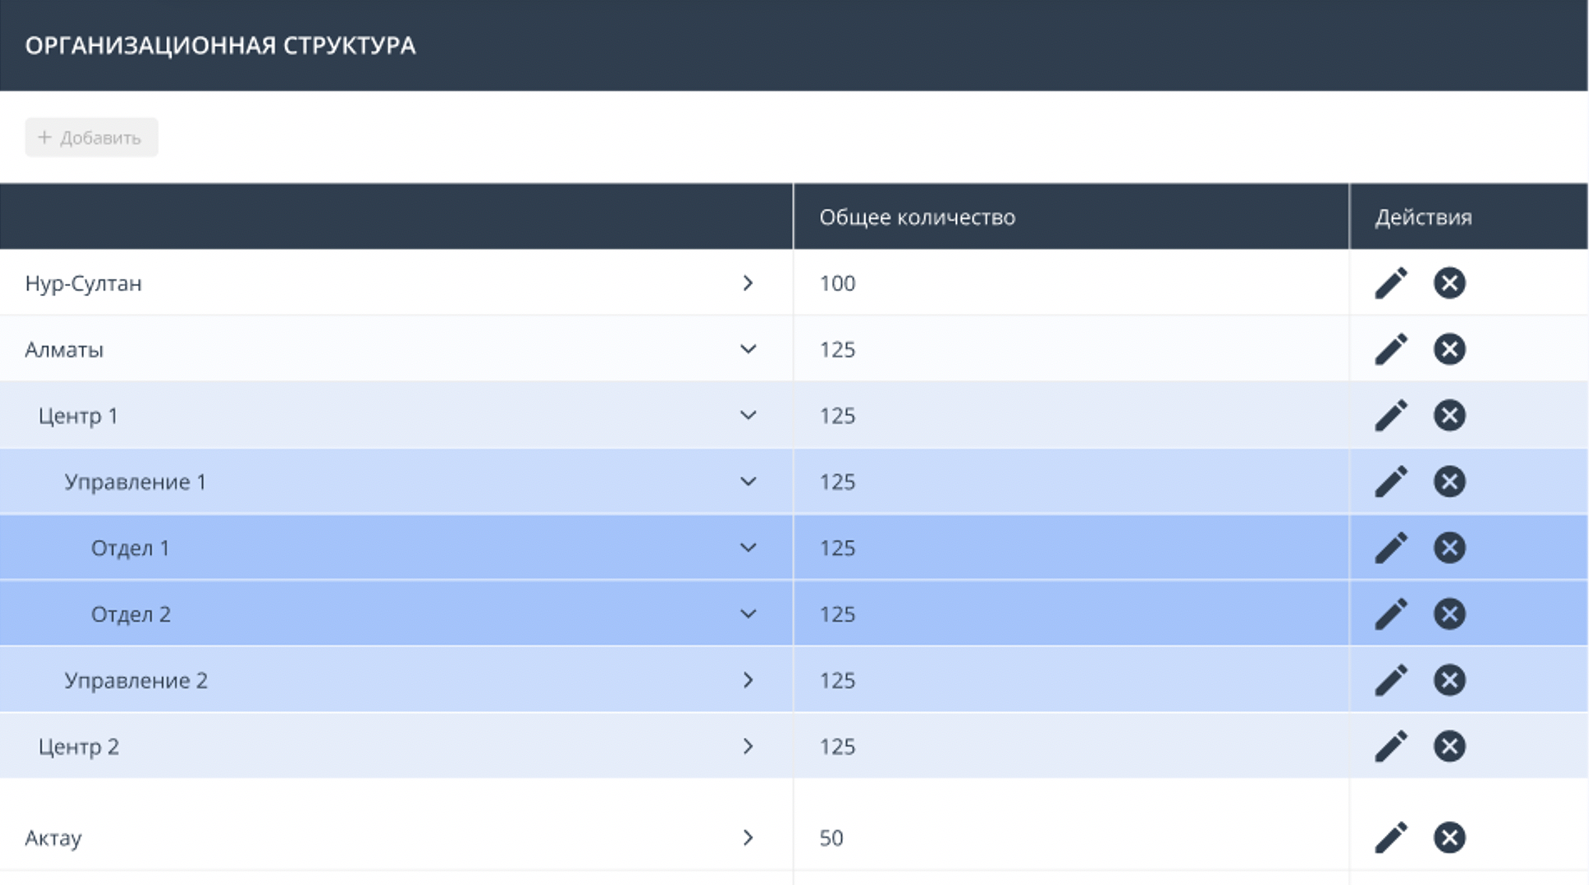 ОРГАНИЗАЦИОННАЯ СТРУКТУРА
+ Добавить
Общее количество Действия
Нур-Султан 100
Алматы 125
Центр 1 125
Управление 1 125
Отдел 1 125
Отдел 2 125
Управление 2 125
Центр 2 125
Актау 50